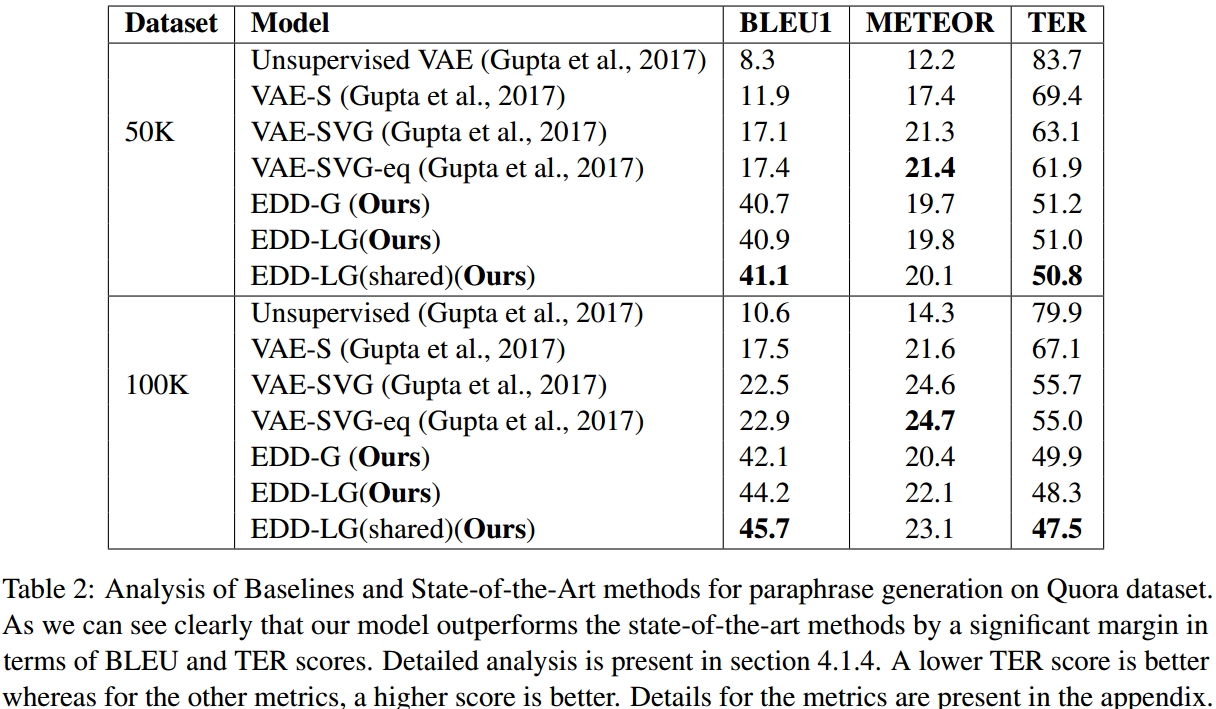 Dataset Model BLEU1 METEOR TER
Unsupervised VAE (Gupta et al., 2017) 8.3 12.2 83.7
VAE-S (Gupta et al., 2017) 11.9 17.4 69.4
50K VAE-SVG (Gupta et al., 2017) 17.1 21.3 63.1
VAE-SVG-eq (Gupta et al., 2017) 17.4 21.4 61.9
EDD-G (Ours) 40.7 19.7 51.2
EDD-LG(Ours) 40.9 19.8 51.0
EDD-LG(shared)(Ours) 41.1 20.1 50.8
Unsupervised (Gupta et al., 2017) 10.6 14.3 79.9
VAE-S (Gupta et al., 2017) 17.5 21.6 67.1
100K VAE-SVG (Gupta et al., 2017) 22.5 24.6 55.7
VAE-SVG-eq (Gupta et al., 2017) 22.9 24.7 55.0
EDD-G (Ours) 42.1 20.4 49.9
EDD-LG(Ours) 44.2 22.1 48.3
EDD-LG(shared)(Ours) 45.7 23.1 47.5
Table 2: Analysis of Baselines and State-of-the-Art methods for paraphrase generation on Quora dataset.
As we can see clearly that our model outperforms the state-of-the-art methods by a significant margin in
terms of BLEU and TER scores. Detailed analysis is present in section 4.1.4. A lower TER score is better
whereas for the other metrics, a higher score is better. Details for the metrics are present in the appendix.